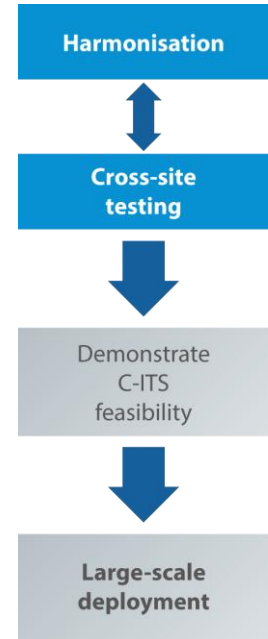 Harmonisation
Cross-site
testing
Demonstrate
C-ITS
feasibility
Large-scale
deployment